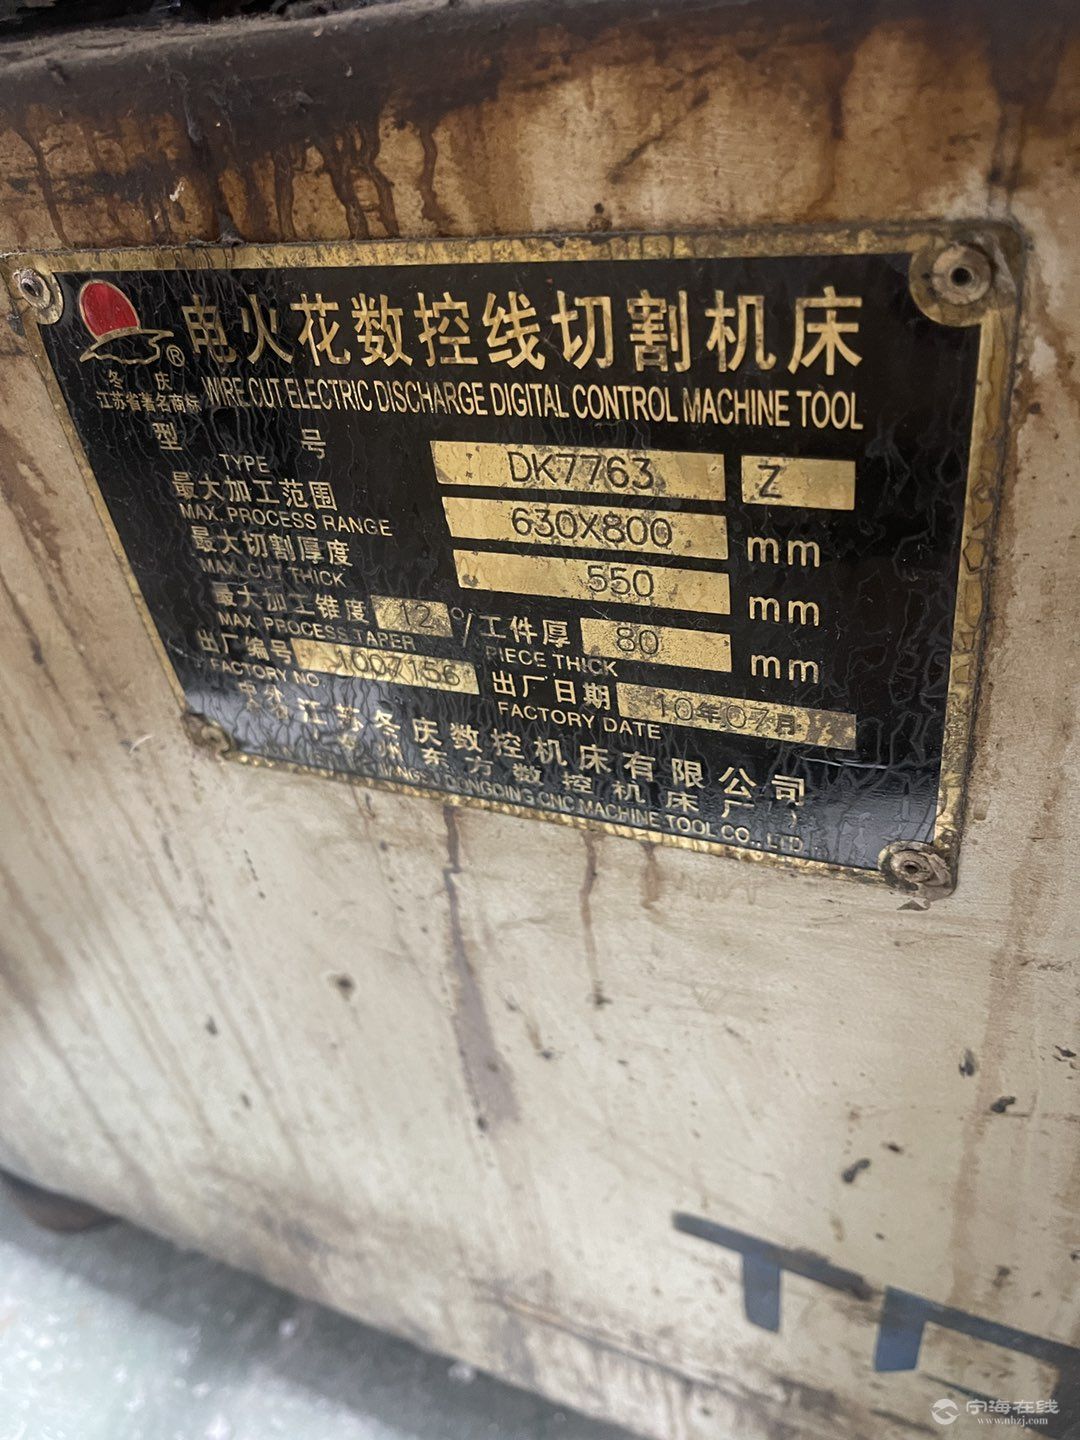 电火花数控线切割机床
®
冬庆
江苏省著名商标
WIRE CUT ELECTRIC DISCHARGE DIGITAL CONTROL MACHINE TOOL
型 号 DK7763 Z
TYPE
最大加工范围 630X800 mm
MAX. PROCESS RANGE
最大切割厚度 550 mm
MAX. CUT THICK
最大加工锥度 12 °/工件厚 80 mm
MAX. PROCESS TAPER PIECE THICK
出厂编号 1007156 出厂日期 10年07月
FACTORY NO. FACTORY DATE
江苏冬庆数控机床有限公司
东方数控机床厂
DONGQING CNC MACHINE TOOL CO., LTD
宁海在线
www.nhzj.com